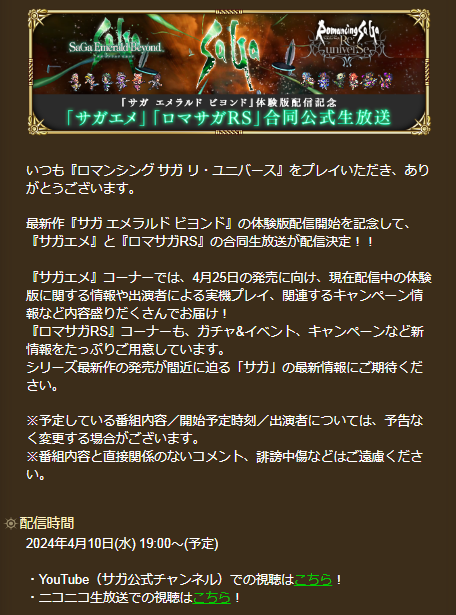 SaGa Emerald Beyond
SaGa
Romancing SaGa
Re;univerSe
『サガ エメラルド ビヨンド』体験版配信記念
「サガエメ」「ロマサガRS」合同公式生放送
いつも『ロマンシング サガ リ・ユニバース』をプレイいただき、あり
がとうございます。
最新作『サガ エメラルド ビヨンド』の体験版配信開始を記念して、
『サガエメ』と『ロマサガRS』の合同生放送が配信決定！！
『サガエメ』コーナーでは、4月25日の発売に向け、現在配信中の体験
版に関する情報や出演者による実機プレイ、関連するキャンペーン情
報など内容盛りだくさんでお届け！
『ロマサガRS』コーナーも、ガチャ&イベント、キャンペーンなど新
情報をたっぷりご用意しています。
シリーズ最新作の発売が間近に迫る「サガ」の最新情報にご期待くだ
さい。
※予定している番組内容／開始予定時刻／出演者については、予告な
く変更する場合がございます。
※番組内容と直接関係のないコメント、誹謗中傷などはご遠慮くださ
い。
配信時間
2024年4月10日(水) 19:00～(予定)
・YouTube（サガ公式チャンネル）での視聴はこちら！
・ニコニコ生放送での視聴はこちら！